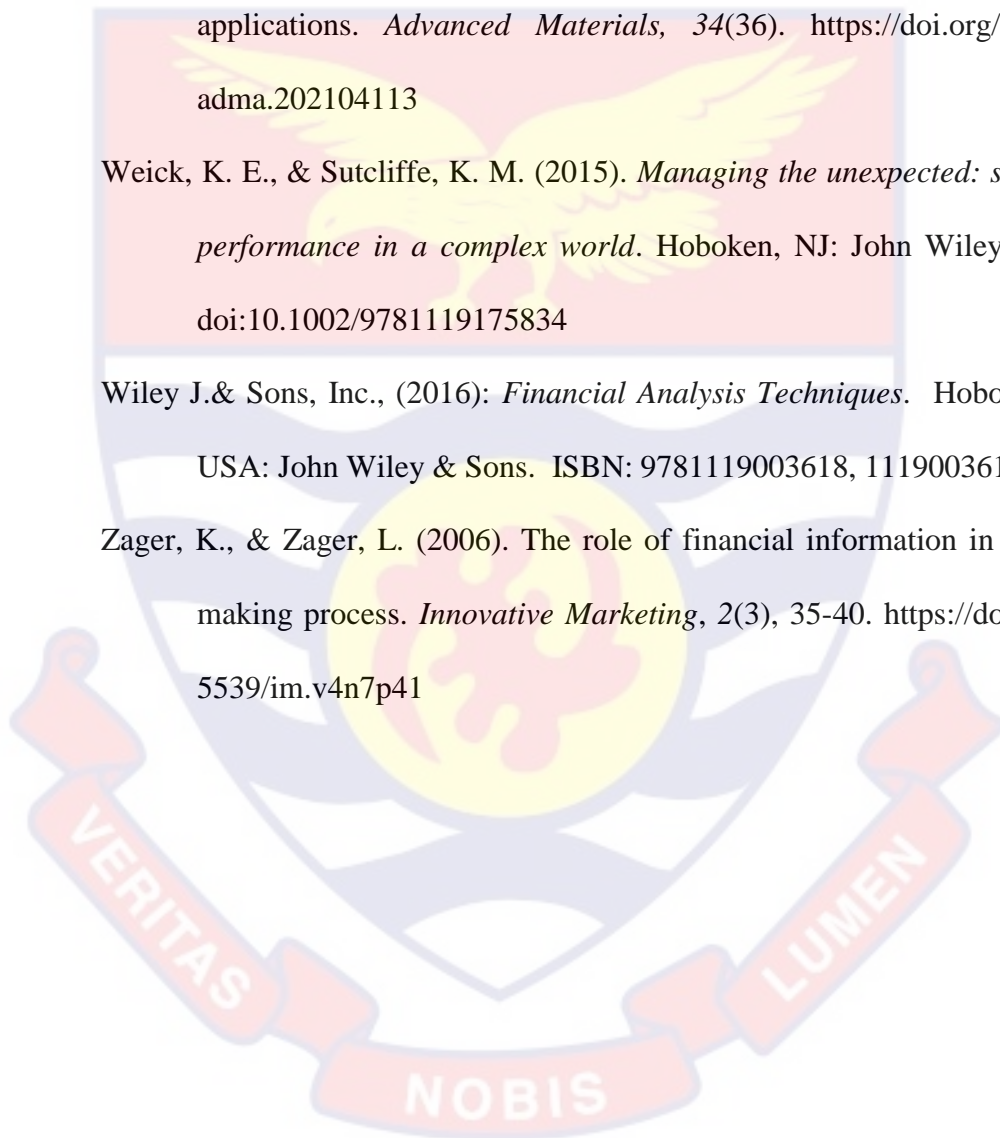 applications. Advanced Materials, 34(36). https://doi.org/
adma.202104113
Weick, K. E., & Sutcliffe, K. M. (2015). Managing the unexpected: s
performance in a complex world. Hoboken, NJ: John Wiley
doi:10.1002/9781119175834
Wiley J.& Sons, Inc., (2016): Financial Analysis Techniques. Hobo
USA: John Wiley & Sons. ISBN: 9781119003618, 111900361
Zager, K., & Zager, L. (2006). The role of financial information in
making process. Innovative Marketing, 2(3), 35-40. https://do
5539/im.v4n7p41
VERITAS
NOBIS
LUMEN